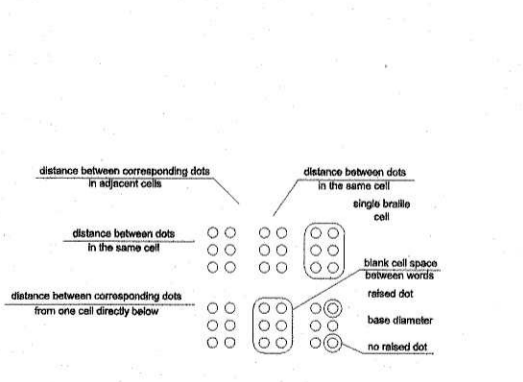 distance between corresponding dots
in adjacent cells
distance between dots
in the same cell
single braille
cell
distance between dots
in the same cell
blank cell space
between words
distance between corresponding dots
from one cell directly below
raised dot
base diameter
no raised dot